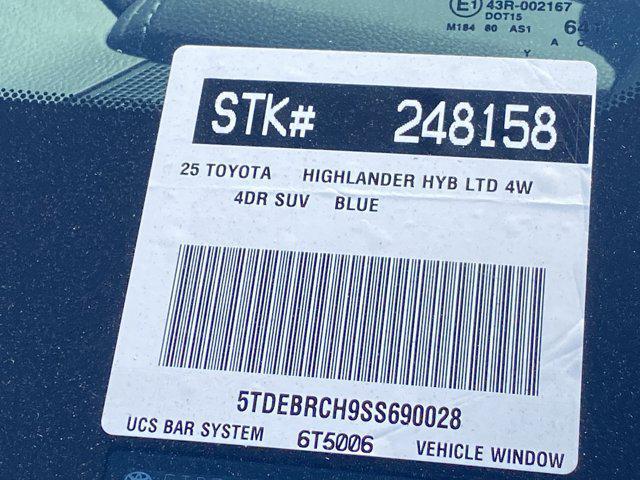 E1 43R-002167
DOT15
M184 80 AS1
Y A C
STK# 248158
25 TOYOTA HIGHLANDER HYB LTD 4W
4DR SUV BLUE
5TDEBRCH9SS690028
UCS BAR SYSTEM 6T5006 VEHICLE WINDOW